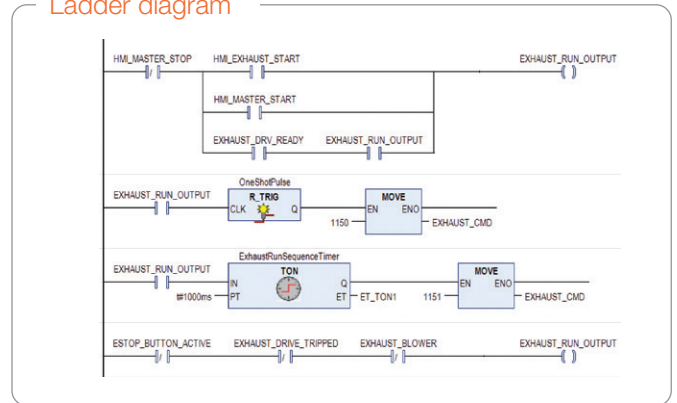 Ladder diagram
HMI_MASTER_STOP HMI_EXHAUST_START EXHAUST_RUN_OUTPUT
HMI_MASTER_START
EXHAUST_DRV_READY EXHAUST_RUN_OUTPUT
OneShotPulse
EXHAUST_RUN_OUTPUT R_TRIG MOVE
CLK Q EN ENO
1150 EXHAUST_CMD
ExhaustRunSequenceTimer
EXHAUST_RUN_OUTPUT TON MOVE
IN Q EN ENO
t#1000ms PT ET ET_TON1 1151 EXHAUST_CMD
ESTOP_BUTTON_ACTIVE EXHAUST_DRIVE_TRIPPED EXHAUST_BLOWER EXHAUST_RUN_OUTPUT